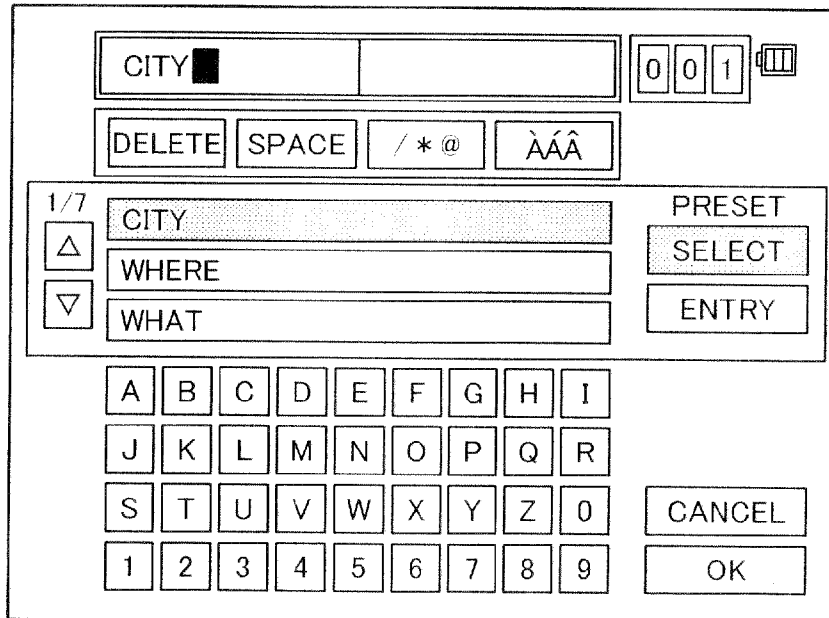 CITY 0 0 1
DELETE SPACE / * @ ÀÁÂ
1/7 CITY PRESET
WHERE SELECT
WHAT ENTRY
A B C D E F G H I
J K L M N O P Q R
S T U V W X Y Z 0 CANCEL
1 2 3 4 5 6 7 8 9 OK